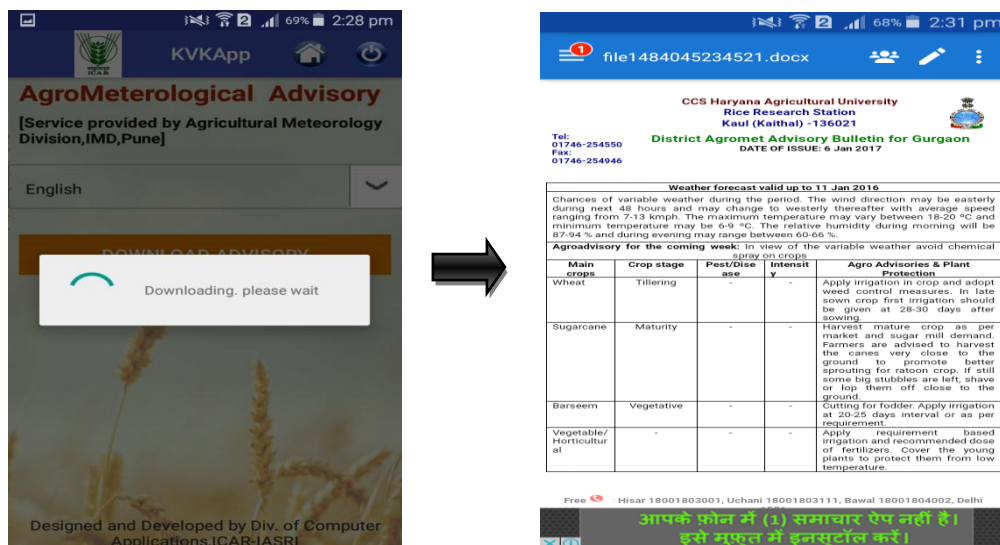 2 69% 2:28 pm
ICAR
KVKApp
AgroMeterological Advisory
[Service provided by Agricultural Meteorology
Division,IMD,Pune]
English
DOWNLOAD ADVISORY
Downloading. please wait
Designed and Developed by Div. of Computer
Applications ICAR-IASRI
2 68% 2:31 pm
1
file1484045234521.docx
CCS Haryana Agricultural University
Rice Research Station
Kaul (Kaithal) -136021
Tel:
01746-254550
Fax:
01746-254946
District Agromet Advisory Bulletin for Gurgaon
DATE OF ISSUE: 6 Jan 2017
Weather forecast valid up to 11 Jan 2016
Chances of variable weather during the period. The wind direction may be easterly
during next 48 hours and may change to westerly thereafter with average speed
ranging from 7-13 kmph. The maximum temperature may vary between 18-20 ºC and
minimum temperature may be 6-9 ºC. The relative humidity during morning will be
87-94 % and during evening may range between 60-66 %.
Agroadvisory for the coming week: In view of the variable weather avoid chemical
spray on crops
Main
crops
Crop stage
Pest/Dise
ase
Intensit
y
Agro Advisories & Plant
Protection
Wheat
Tillering
-
-
Apply irrigation in crop and adopt
weed control measures. In late
sown crop first irrigation should
be given at 28-30 days after
sowing.
Sugarcane
Maturity
-
-
Harvest mature crop as per
market and sugar mill demand.
Farmers are advised to harvest
the canes very close to the
ground to promote better
sprouting for ratoon crop. If still
some big stubbles are left, shave
or lop them off close to the
ground.
Barseem
Vegetative
-
-
Cutting for fodder. Apply irrigation
at 20-25 days interval or as per
requirement.
Vegetable/
Horticultur
al
-
-
-
Apply requirement based
irrigation and recommended dose
of fertilizers. Cover the young
plants to protect them from low
temperature.
Free : Hisar 18001803001, Uchani 18001803111, Bawal 18001804002, Delhi
आपके फ़ोन में (1) समाचार ऐप नहीं है।
इसे मुफ़्त में इनस्टॉल करें।